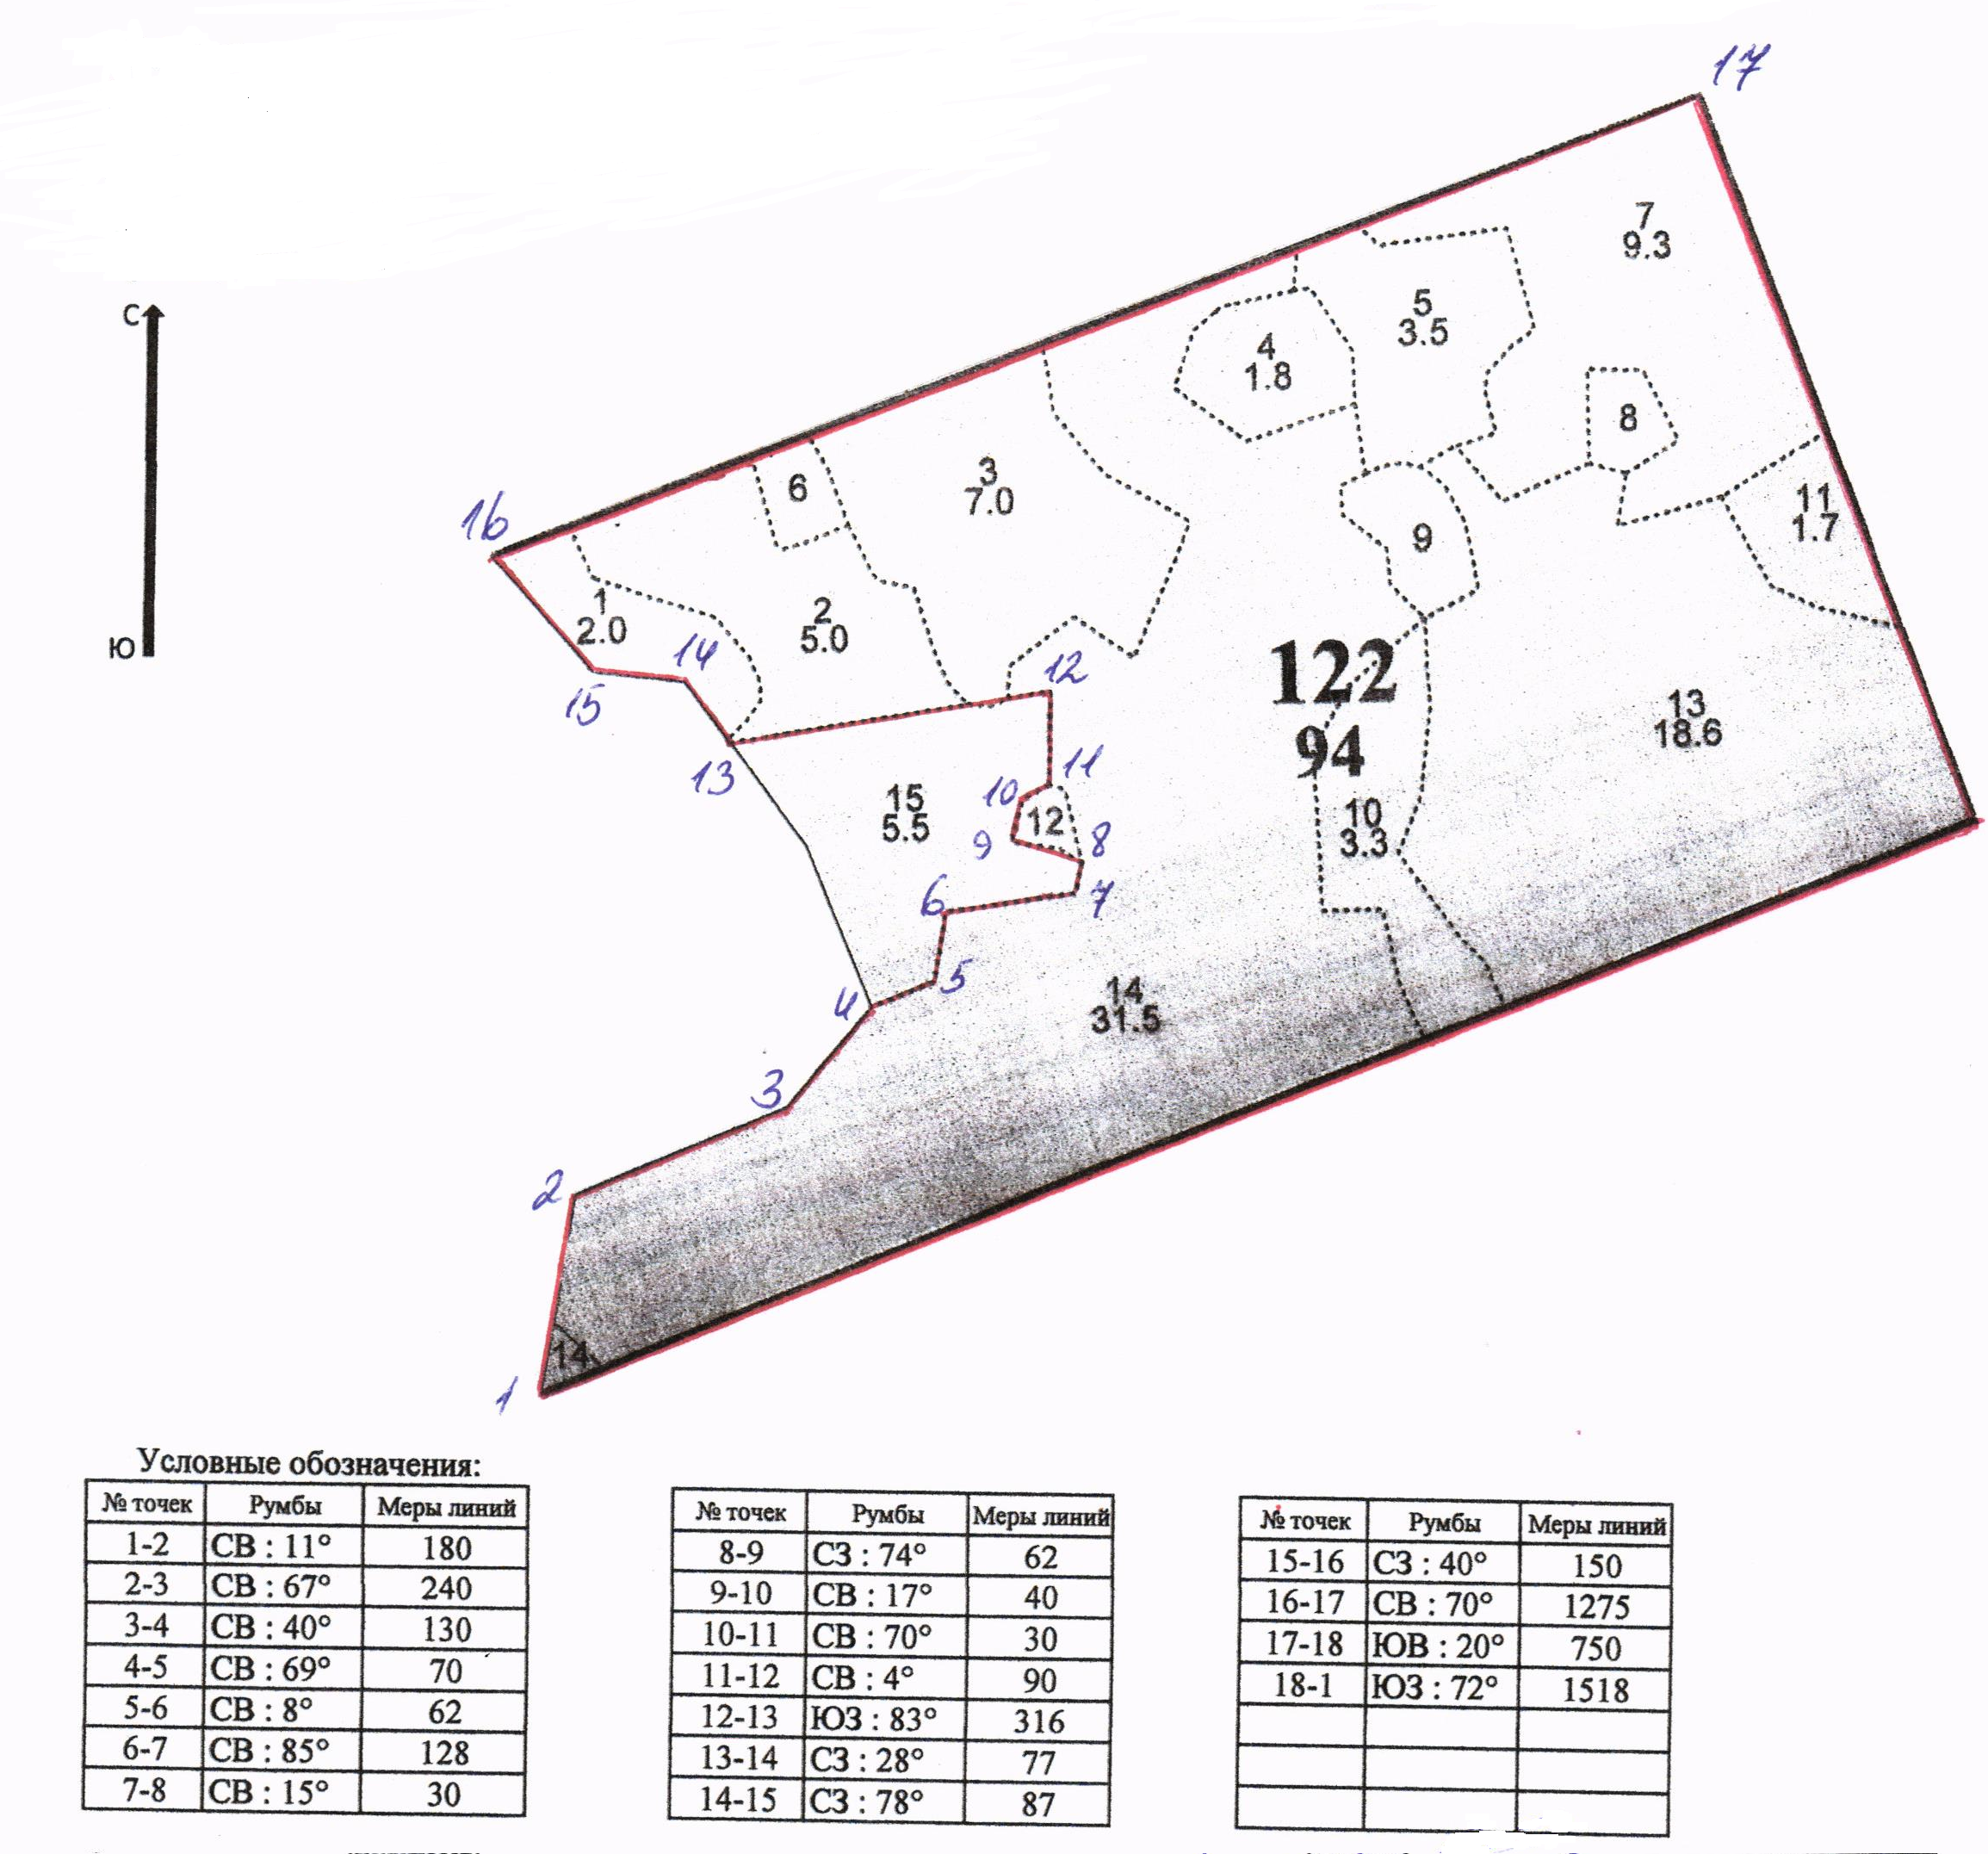 17
7
9.3
С
5
3.5
4
1.8
8
3
7.0
6
11
1.7
16
9
1
2.0
2
5.0
14
12
Ю
122
15
13
18.6
94
13
11
10
15
5.5
12
10
3.3
9
8
6
7
5
4
14
31.5
3
2
14
1
Условные обозначения:
№ точек Румбы Меры линий
1-2 СВ : 11° 180
2-3 СВ : 67° 240
3-4 СВ : 40° 130
4-5 СВ : 69° 70
5-6 СВ : 8° 62
6-7 СВ : 85° 128
7-8 СВ : 15° 30
№ точек Румбы Меры линий
8-9 СЗ : 74° 62
9-10 СВ : 17° 40
10-11 СВ : 70° 30
11-12 СВ : 4° 90
12-13 ЮЗ : 83° 316
13-14 СЗ : 28° 77
14-15 СЗ : 78° 87
№ точек Румбы Меры линий
15-16 СЗ : 40° 150
16-17 СВ : 70° 1275
17-18 ЮВ : 20° 750
18-1 ЮЗ : 72° 1518